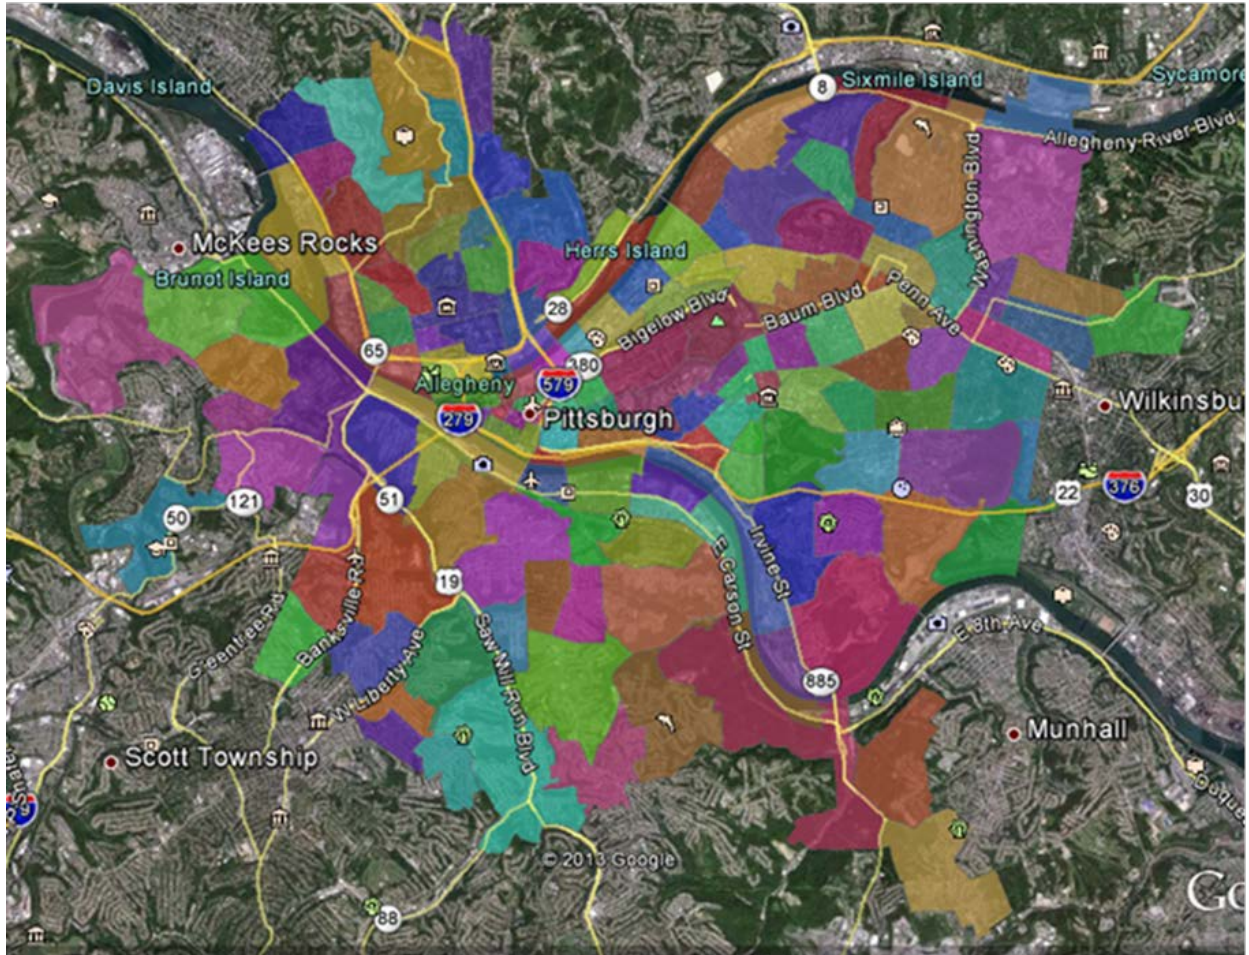 Davis Island
8
Sixmile Island
Sycamore
Allegheny River Blvd
Washington Blvd
McKees Rocks
Brunot Island
Herrs Island
28
Bigelow Blvd
Baum Blvd
Penn Ave
65
Allegheny
579
279
Pittsburgh
Wilkinsbu
22
376
30
121
50
51
19
Irvine St
E Carson St
E 8th Ave
Greentree Rd
Banksville Rd
W Liberty Ave
Saw Mill Run Blvd
885
Munhall
Scott Township
© 2013 Google
88
Go